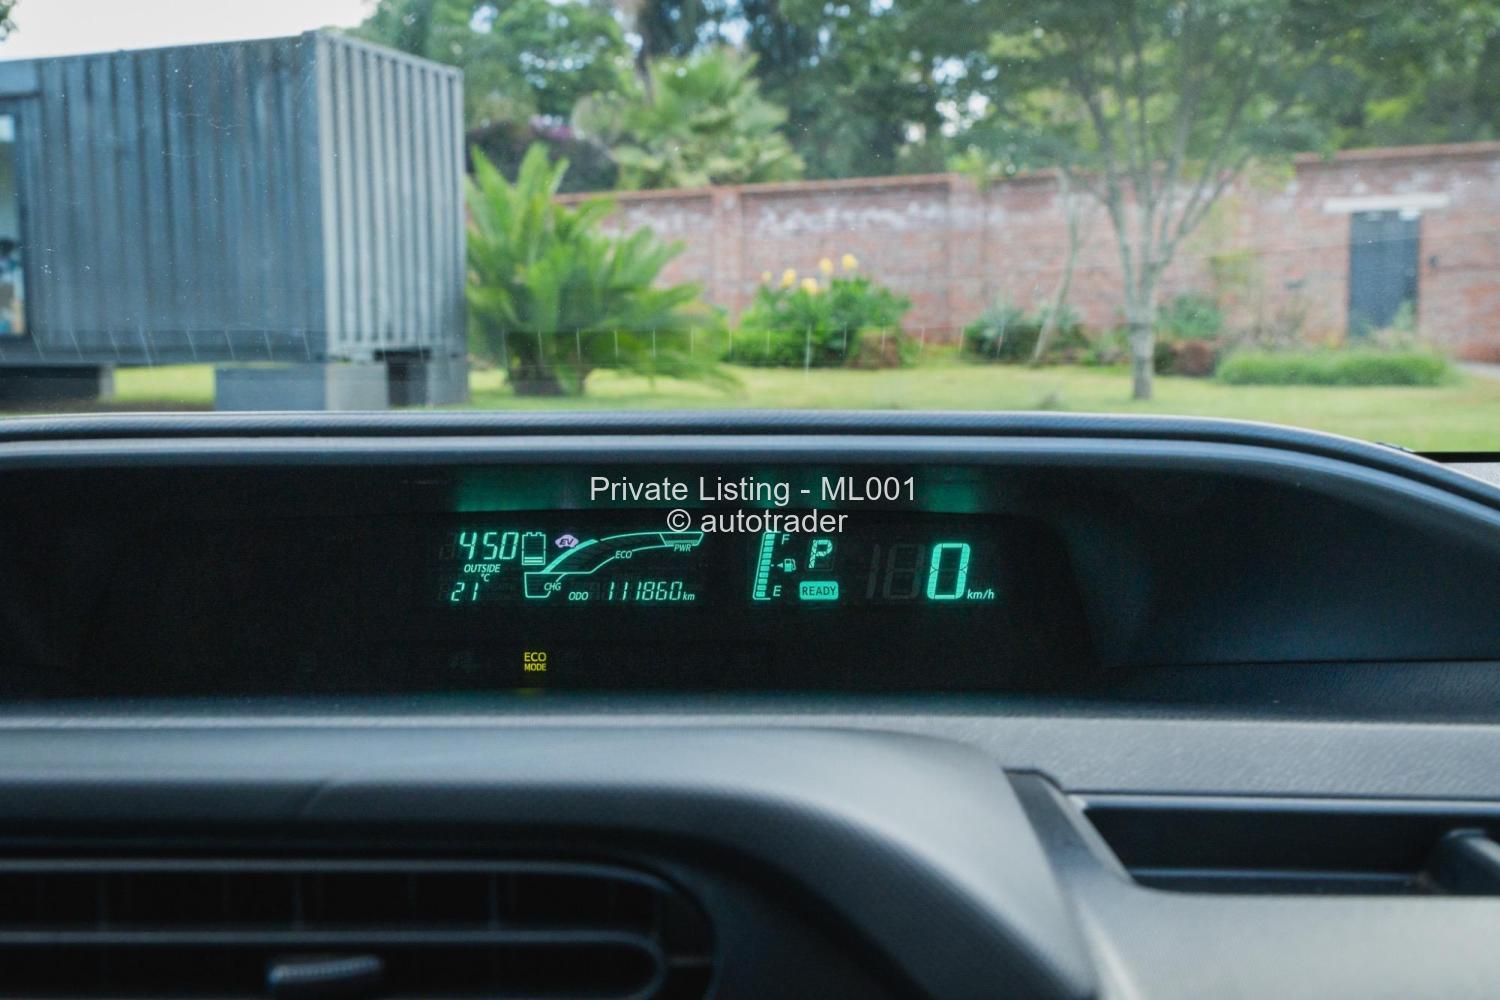 Private Listing - ML001
© autotrader
450
EV
ECO
PWR
OUTSIDE
°C
21
CHG
ODO 111860 km
F
E
P
READY
0 km/h
ECO
MODE